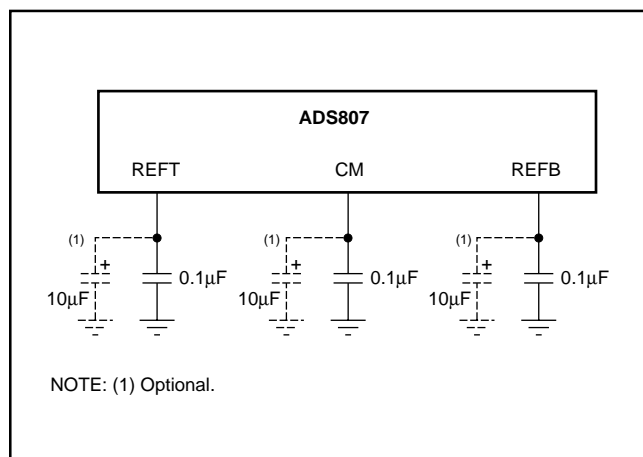 ADS807
REFT CM REFB
(1) (1) (1)
+ + +
0.1µF 0.1µF 0.1µF
10µF 10µF 10µF
NOTE: (1) Optional.